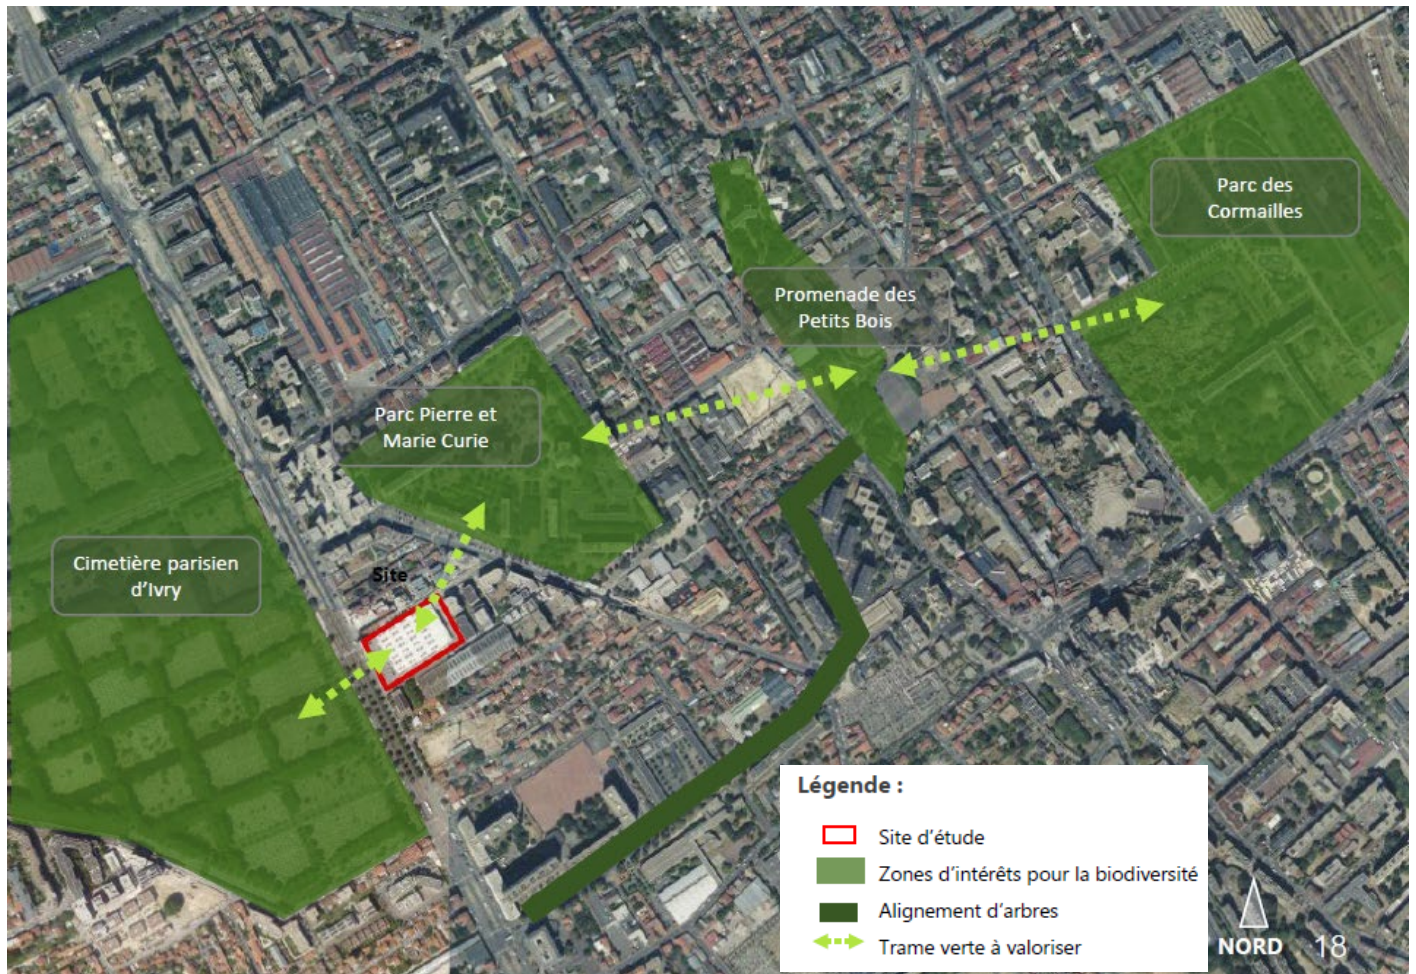 Parc des
Cormailles
Promenade des
Petits Bois
Parc Pierre et
Marie Curie
Cimetière parisien
d'Ivry
Site
Légende :
Site d'étude
Zones d'intérêts pour la biodiversité
Alignement d'arbres
Trame verte à valoriser
NORD
18